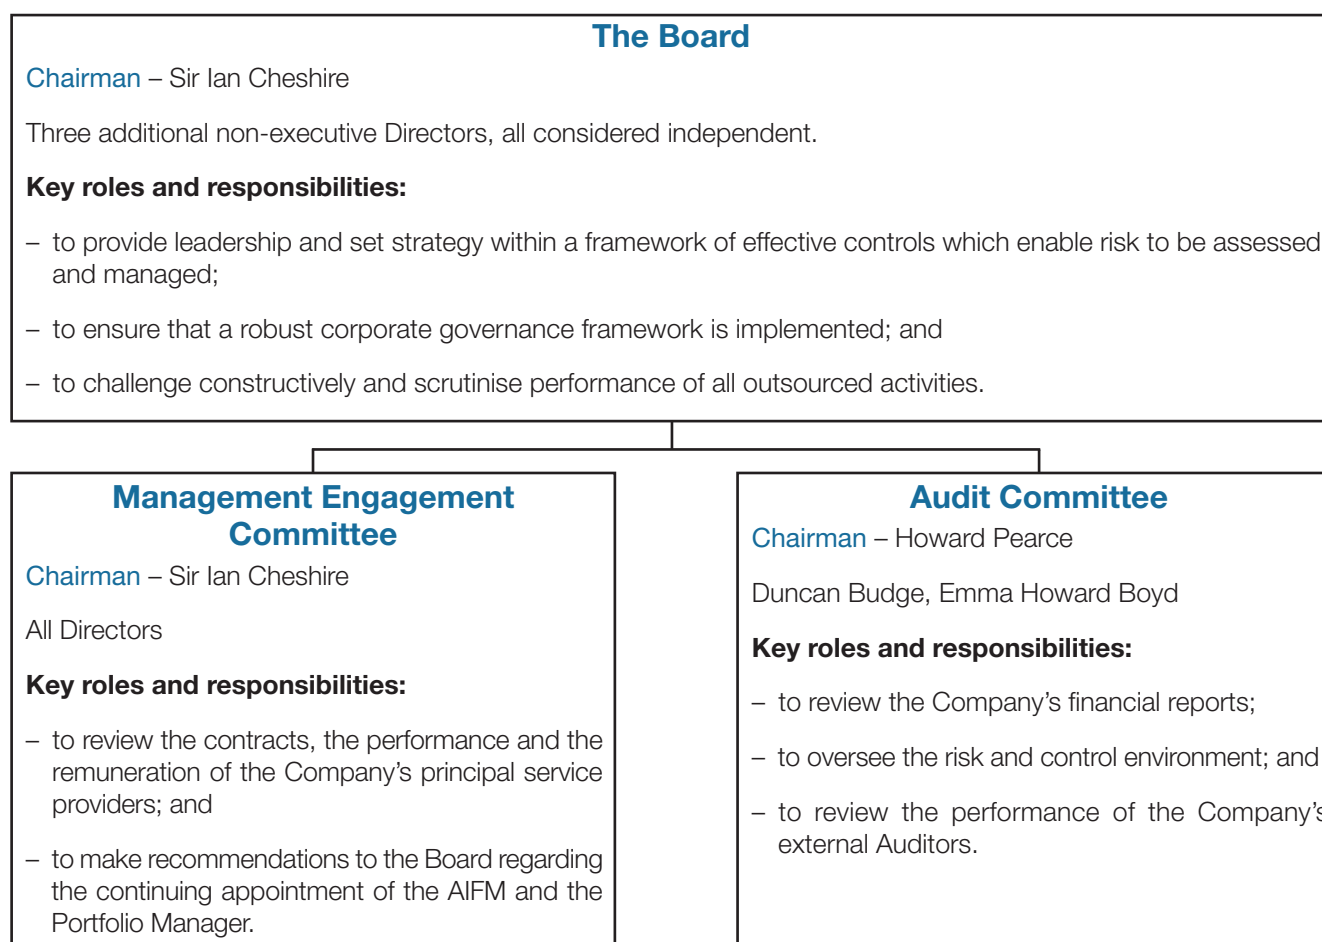 The Board
Chairman – Sir Ian Cheshire
Three additional non-executive Directors, all considered independent.
Key roles and responsibilities:
– to provide leadership and set strategy within a framework of effective controls which enable risk to be assessed
and managed;
– to ensure that a robust corporate governance framework is implemented; and
– to challenge constructively and scrutinise performance of all outsourced activities.
Management Engagement
Committee
Chairman – Sir Ian Cheshire
All Directors
Key roles and responsibilities:
– to review the contracts, the performance and the
remuneration of the Company’s principal service
providers; and
– to make recommendations to the Board regarding
the continuing appointment of the AIFM and the
Portfolio Manager.
Audit Committee
Chairman – Howard Pearce
Duncan Budge, Emma Howard Boyd
Key roles and responsibilities:
– to review the Company’s financial reports;
– to oversee the risk and control environment; and
– to review the performance of the Company’s
external Auditors.